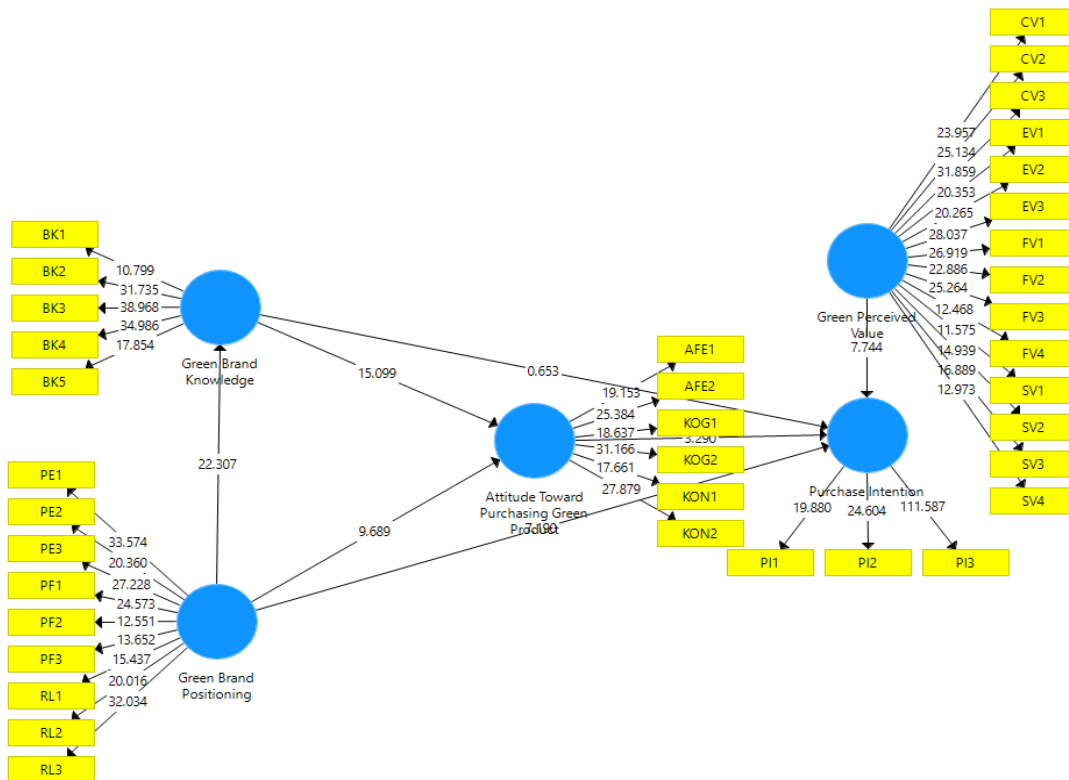 CV1
CV2
CV3
EV1
EV2
EV3
FV1
FV2
FV3
FV4
SV1
SV2
SV3
SV4
23.957
25.134
31.859
20.353
20.265
28.037
26.919
22.886
25.264
12.468
11.575
14.939
16.889
12.973
Green Perceived
Value
7.744
BK1
BK2
BK3
BK4
BK5
10.799
31.735
38.968
34.986
17.854
Green Brand
Knowledge
15.099
0.653
22.307
AFE1
AFE2
KOG1
KOG2
KON1
KON2
19.153
25.384
18.637
31.166
17.661
27.879
3.290
Attitude Toward
Purchasing Green
Product
7.190
9.689
Purchase Intention
19.880
24.604
111.587
PI1
PI2
PI3
PE1
PE2
PE3
PF1
PF2
PF3
RL1
RL2
RL3
33.574
20.360
27.228
24.573
12.551
13.652
15.437
20.016
32.034
Green Brand
Positioning